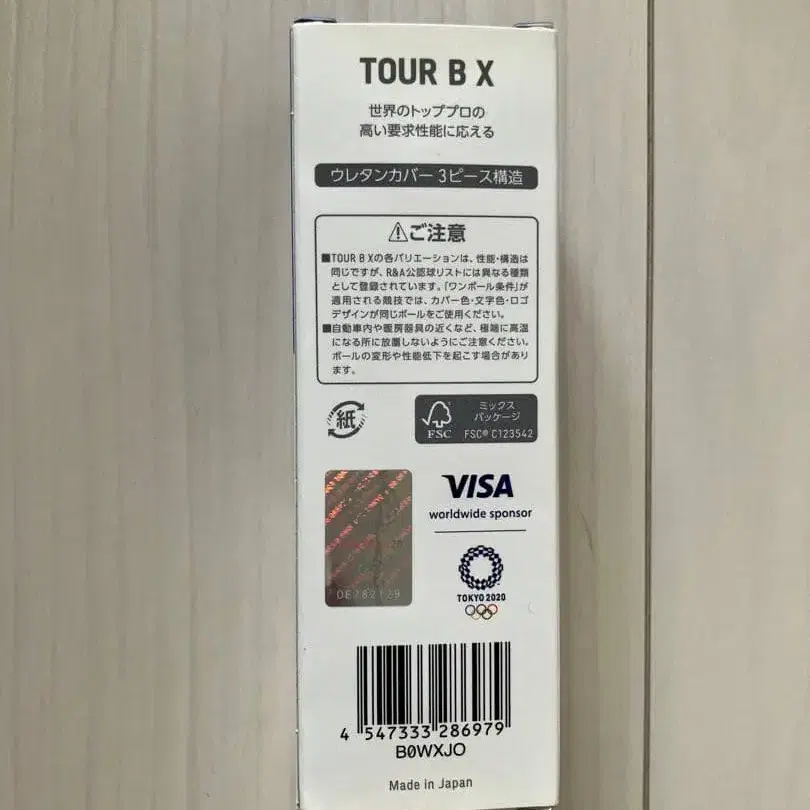 TOUR B X
世界のトッププロの
高い要求性能に応える
ウレタンカバー 3ピース構造
⚠ご注意
■TOUR B Xの各バリエーションは、性能・構造は
同じですが、R&A公認球リストには異なる種類
として登録されています。「ワンボール条件」が
適用される競技では、カバー色・文字色・ロゴ
デザインが同じボールをご使用ください。
■自動車内や暖房器具の近くなど、極端に高温
になる所に放置しないようにご注意ください。
ボールの変形や性能低下を起こす場合があり
ます。
紙
FSC
ミックス
パッケージ
FSC® C123542
VISA
worldwide sponsor
TOKYO 2020
4 547333 286979
B0WXJO
Made in Japan